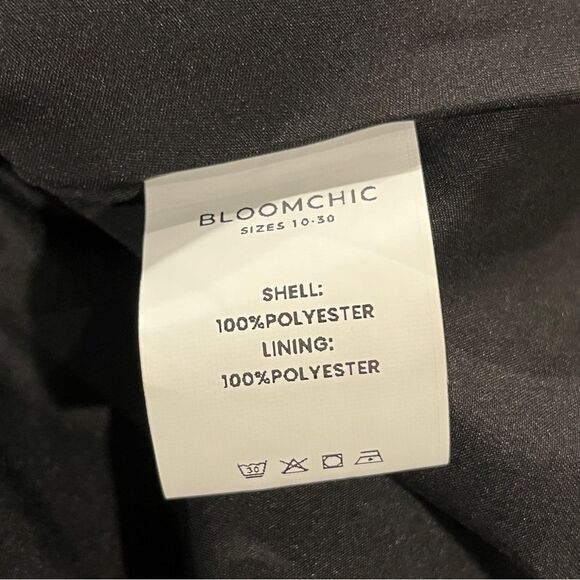 BLOOMCHIC
SIZES 10-30
SHELL:
100%POLYESTER
LINING:
100%POLYESTER
30